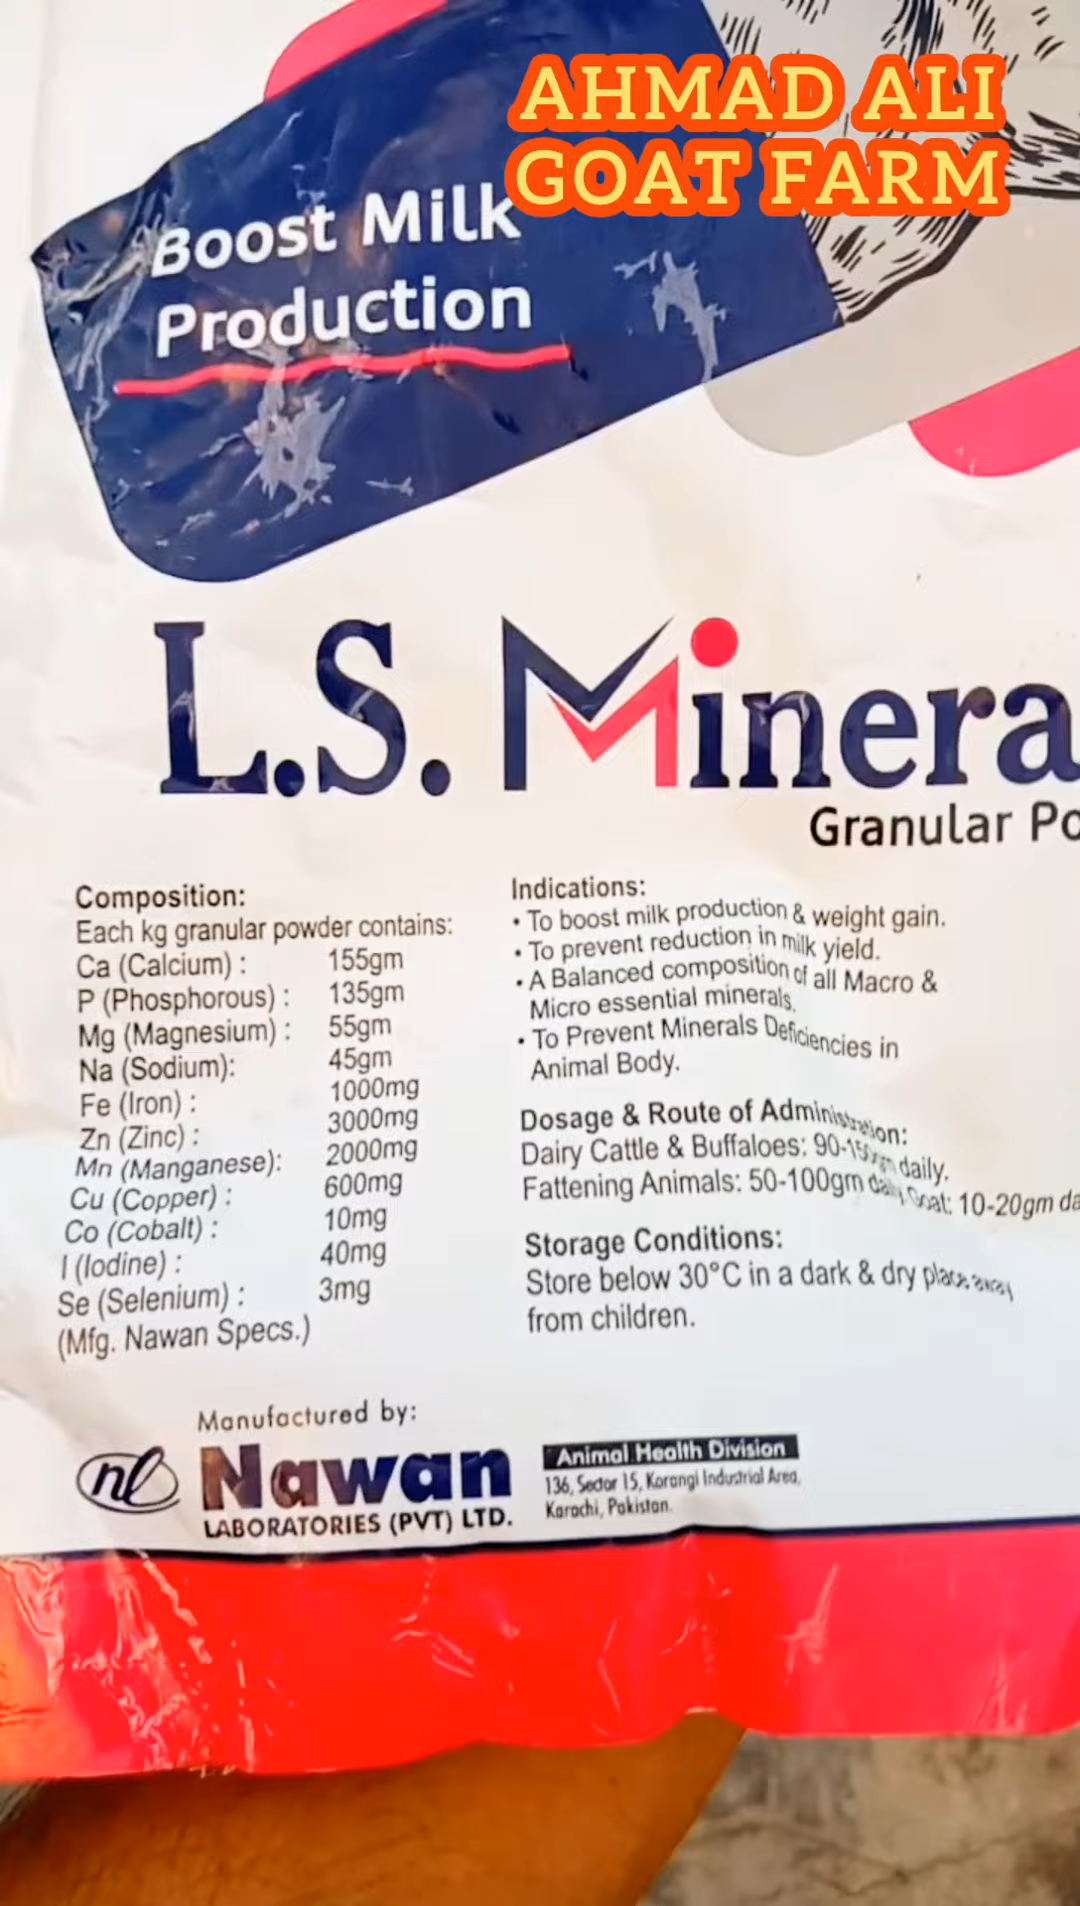 AHMAD ALI
GOAT FARM
Boost Milk
Production
L.S. Minera
Granular Po
Composition:
Each kg granular powder contains:
Ca (Calcium) : 155gm
P (Phosphorous) : 135gm
Mg (Magnesium) : 55gm
Na (Sodium): 45gm
Fe (Iron) : 1000mg
Zn (Zinc) : 3000mg
Mn (Manganese): 2000mg
Cu (Copper) : 600mg
Co (Cobalt) : 10mg
I (Iodine) : 40mg
Se (Selenium) : 3mg
(Mfg. Nawan Specs.)
Indications:
• To boost milk production & weight gain.
• To prevent reduction in milk yield.
• A Balanced composition of all Macro &
Micro essential minerals.
• To Prevent Minerals Deficiencies in
Animal Body.
Dosage & Route of Administration:
Dairy Cattle & Buffaloes: 90-150gm daily.
Fattening Animals: 50-100gm daily Goat: 10-20gm da
Storage Conditions:
Store below 30°C in a dark & dry place away
from children.
Manufactured by:
nl Nawan
LABORATORIES (PVT) LTD.
Animal Health Division
136, Sector 15, Korangi Industrial Area,
Karachi, Pakistan.